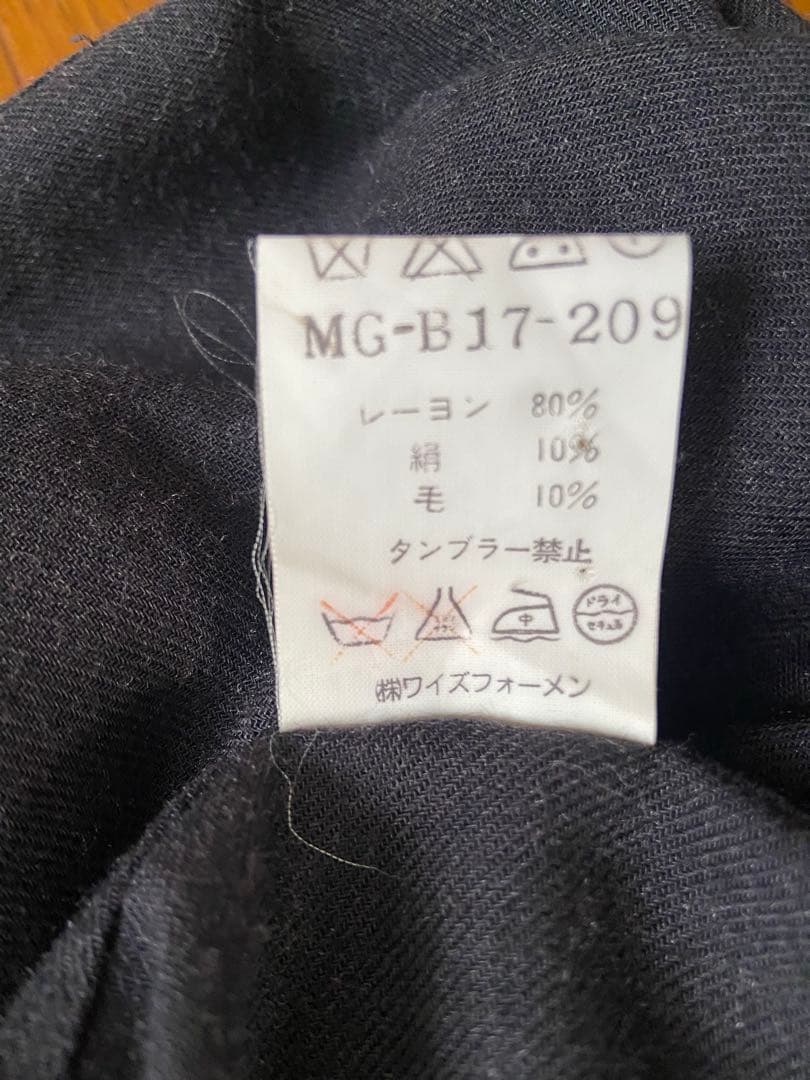 MG-B17-209
レーヨン 80%
絹 10%
毛 10%
タンブラー禁止
中 ドライ
セキユ系
㈱ワイズフォーメン